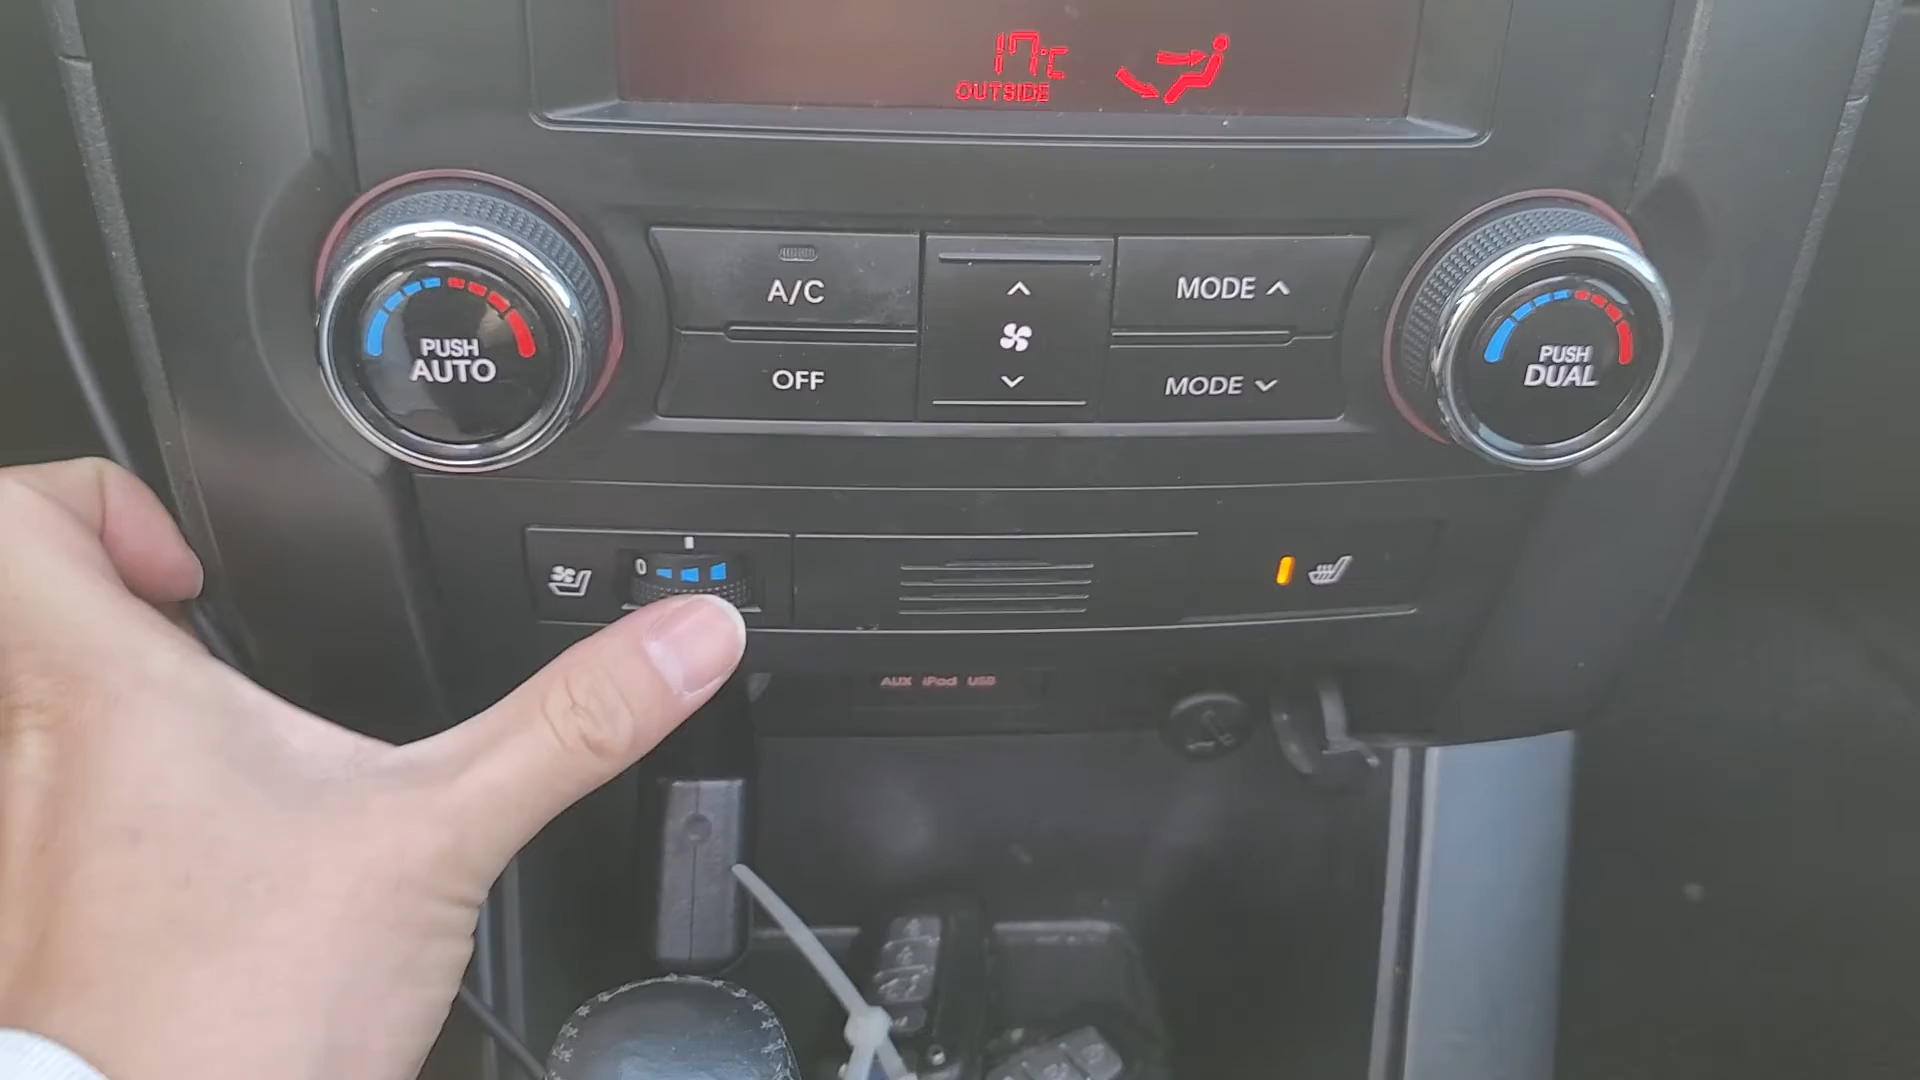 17°C
OUTSIDE
PUSH
AUTO
A/C
OFF
MODE
MODE
PUSH
DUAL
0
AUX iPod USB